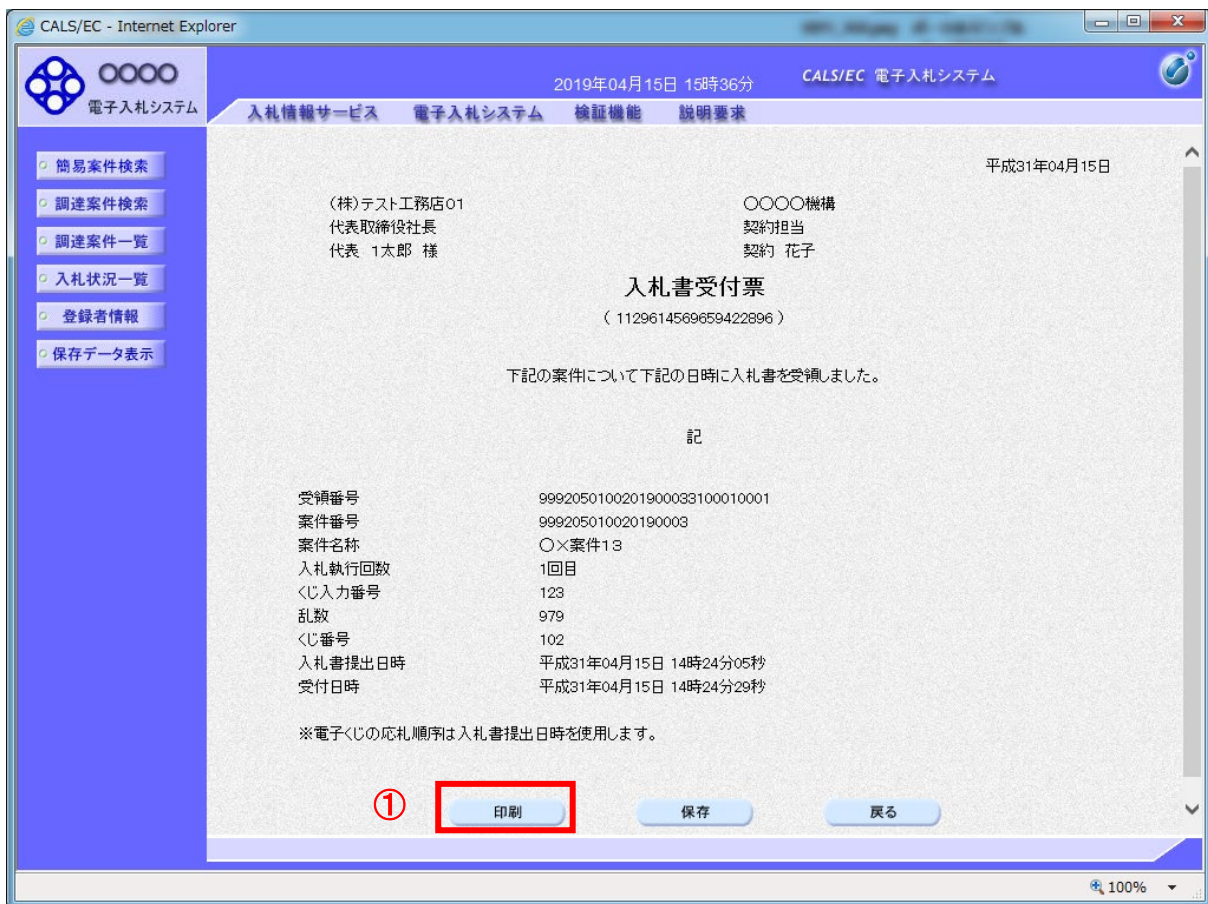 CALS/EC - Internet Explorer
〇〇〇〇
電子入札システム
2019年04月15日 15時36分
CALS/EC 電子入札システム
入札情報サービス 電子入札システム 検証機能 説明要求
簡易案件検索
調達案件検索
調達案件一覧
入札状況一覧
登録者情報
保存データ表示
平成31年04月15日
(株)テスト工務店01
〇〇〇〇機構
代表取締役社長
契約担当
代表 1太郎 様
契約 花子
入札書受付票
( 1129614569659422896 )
下記の案件について下記の日時に入札書を受領しました。
記
受領番号 99920501002019000033100010001
案件番号 999205010020190003
案件名称 〇×案件13
入札執行回数 1回目
くじ入力番号 123
乱数 979
くじ番号 102
入札書提出日時 平成31年04月15日 14時24分05秒
受付日時 平成31年04月15日 14時24分29秒
※電子くじの応札順序は入札書提出日時を使用します。
① 印刷 保存 戻る
100%